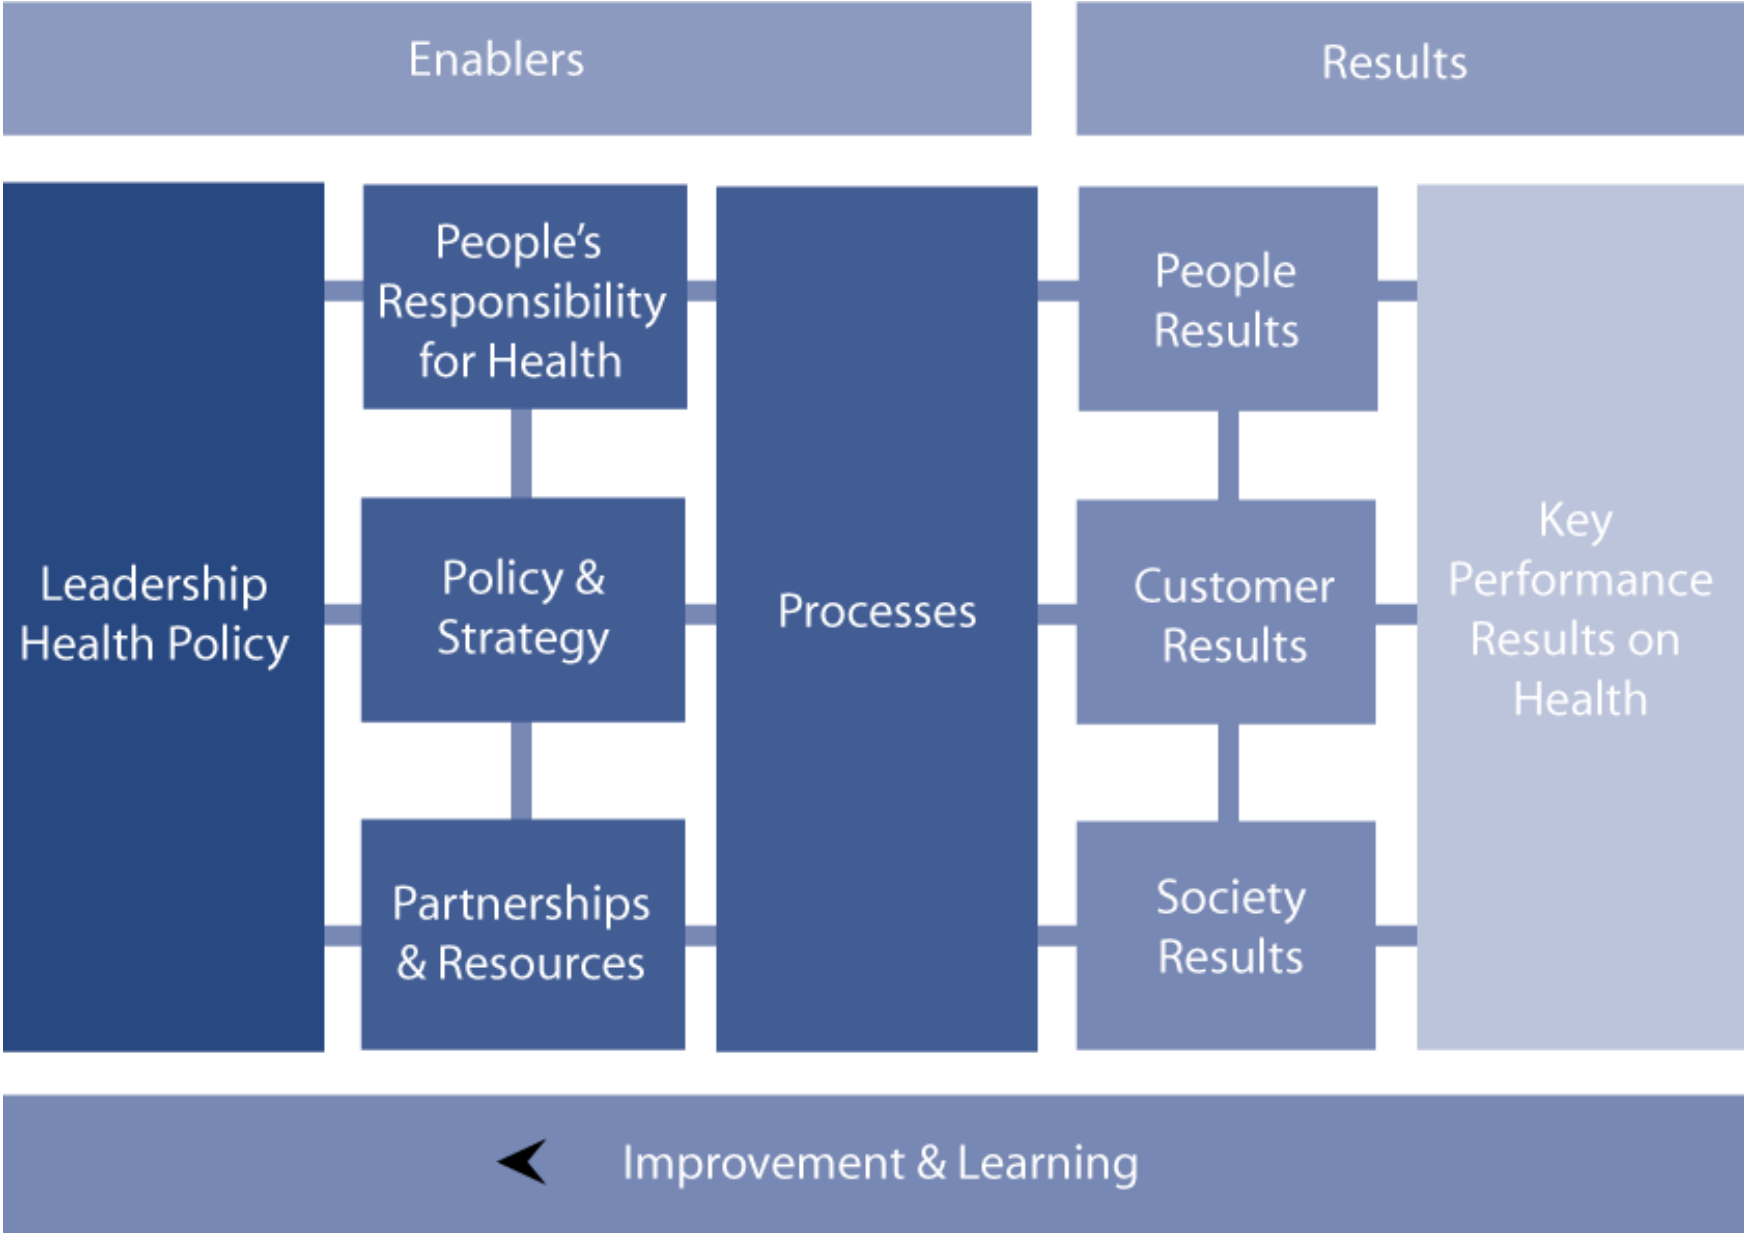 Enablers
Results
Leadership
Health Policy
People’s
Responsibility
for Health
Policy &
Strategy
Partnerships
& Resources
Processes
People
Results
Customer
Results
Society
Results
Key
Performance
Results on
Health
Improvement & Learning